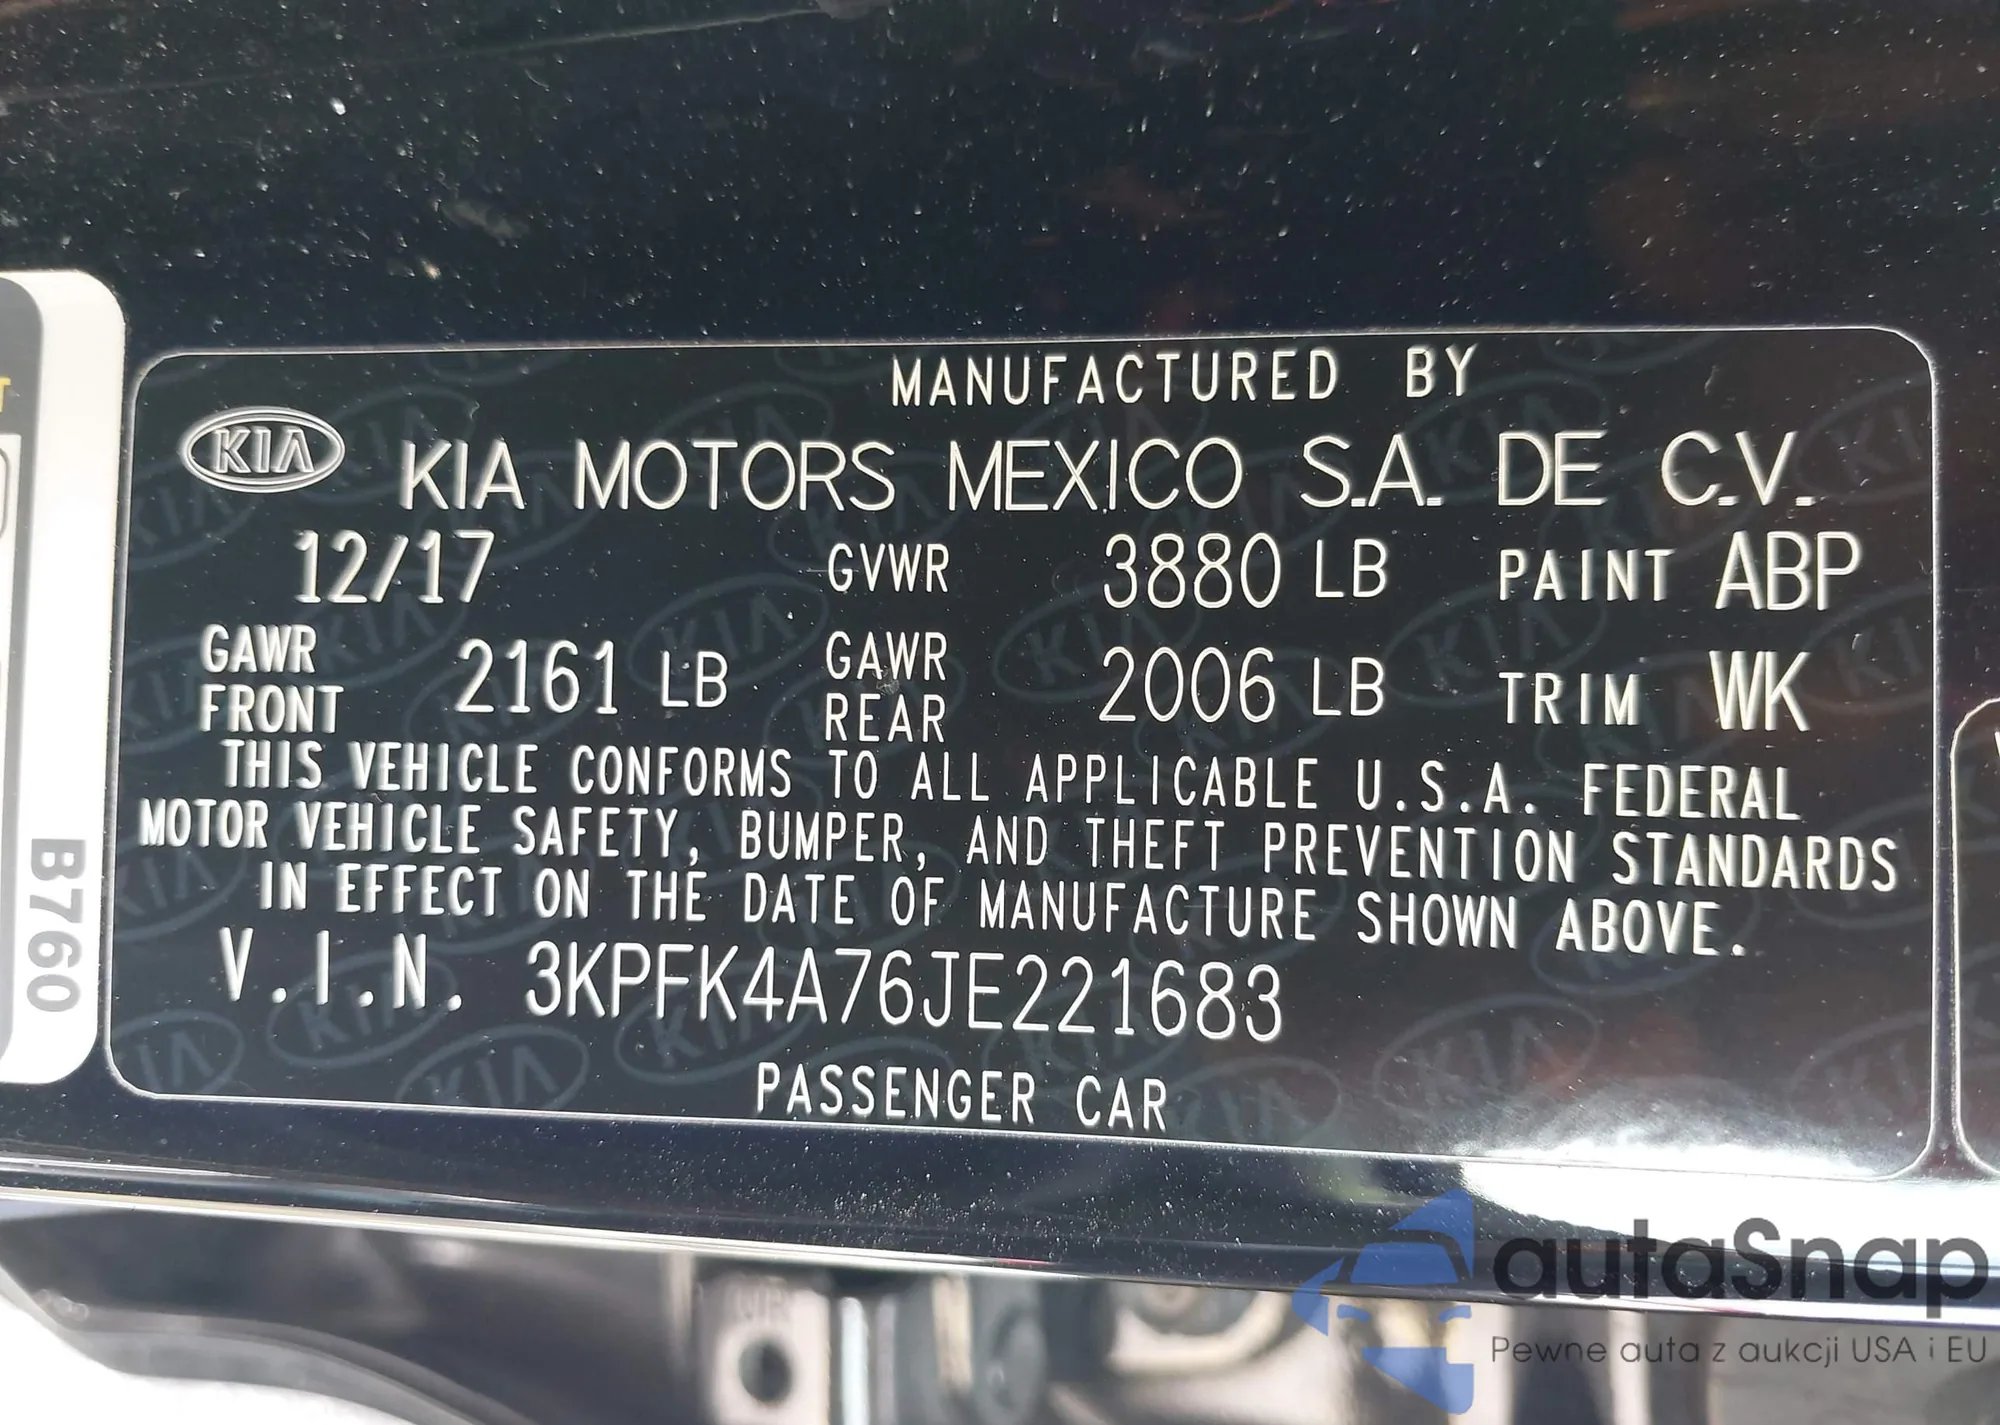 MANUFACTURED BY
KIA KIA MOTORS MEXICO S.A. DE C.V.
12/17 GVWR 3880 LB PAINT ABP
GAWR FRONT 2161 LB GAWR REAR 2006 LB TRIM WK
THIS VEHICLE CONFORMS TO ALL APPLICABLE U.S.A. FEDERAL
MOTOR VEHICLE SAFETY, BUMPER, AND THEFT PREVENTION STANDARDS
IN EFFECT ON THE DATE OF MANUFACTURE SHOWN ABOVE.
V.I.N. 3KPFK4A76JE221683
PASSENGER CAR
B760
autaSnap
Pewne auta z aukcji USA i EU